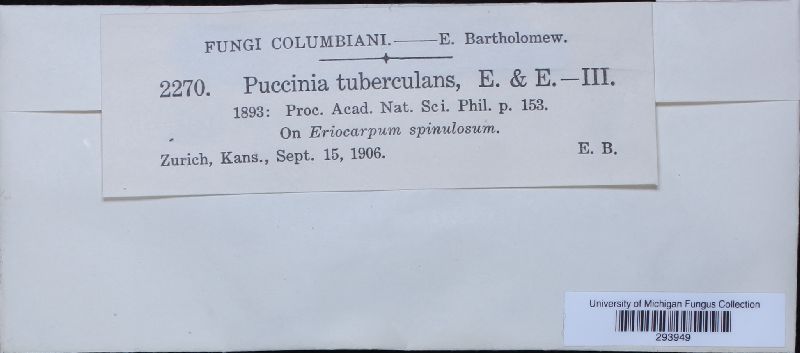 FUNGI COLUMBIANI.——E. Bartholomew.
2270. Puccinia tuberculans, E. & E.—III.
1893: Proc. Acad. Nat. Sci. Phil. p. 153.
On Eriocarpum spinulosum.
Zurich, Kans., Sept. 15, 1906. E. B.
University of Michigan Fungus Collection
293949